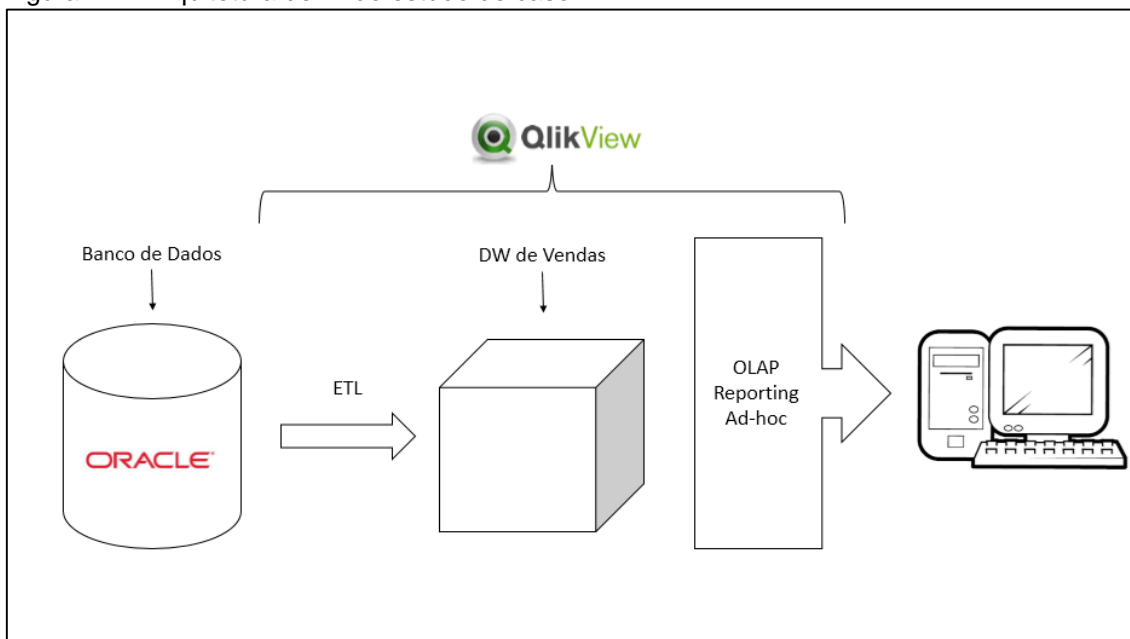 QlikView
Banco de Dados
DW de Vendas
ETL
OLAP
Reporting
Ad-hoc
ORACLE